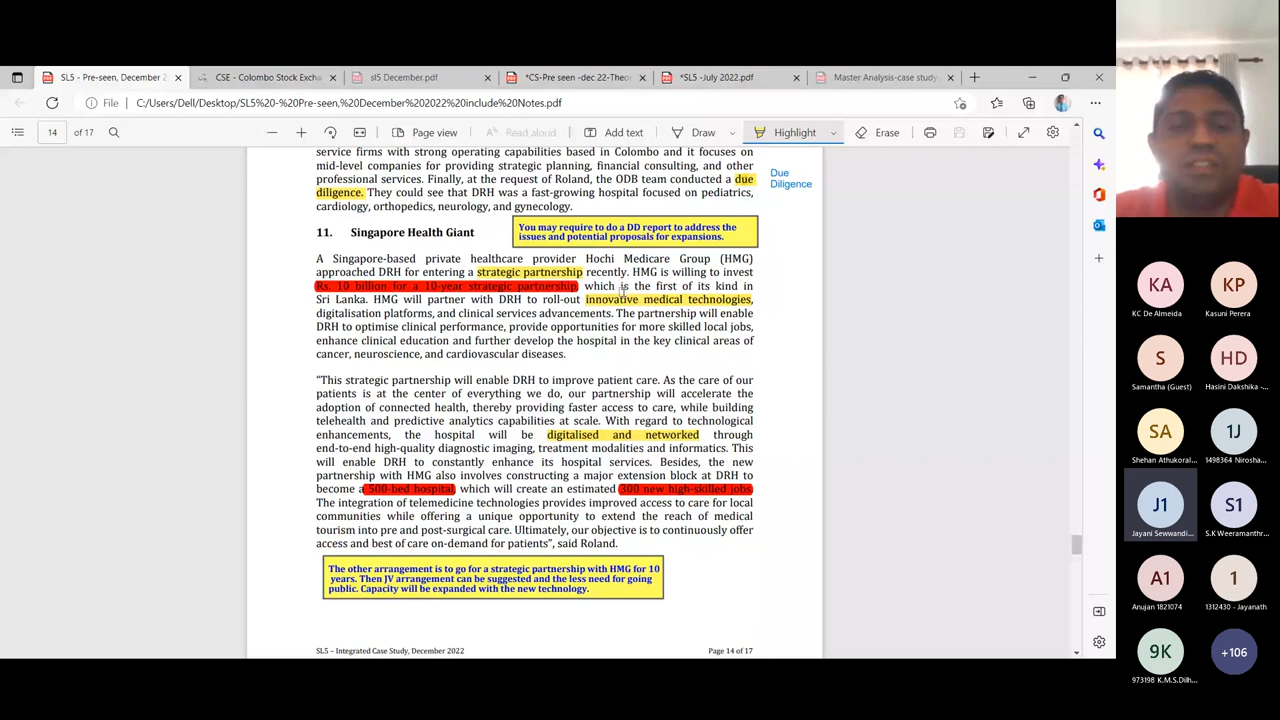 SL5 - Pre-seen, December 2
CSE - Colombo Stock Excha
sl5 December.pdf
*CS-Pre seen -dec 22-Theor
*SL5 -July 2022.pdf
Master Analysis-case study
File
C:/Users/Dell/Desktop/SL5%20-%20Pre-seen,%20December%202022%20include%20Notes.pdf
14 of 17
Page view
Read aloud
Add text
Draw
Highlight
Erase
service firms with strong operating capabilities based in Colombo and it focuses on
mid-level companies for providing strategic planning, financial consulting, and other
professional services. Finally, at the request of Roland, the ODB team conducted a due
diligence. They could see that DRH was a fast-growing hospital focused on pediatrics,
cardiology, orthopedics, neurology, and gynecology.
Due
Diligence
11. Singapore Health Giant
You may require to do a DD report to address the
issues and potential proposals for expansions.
A Singapore-based private healthcare provider Hochi Medicare Group (HMG)
approached DRH for entering a strategic partnership recently. HMG is willing to invest
Rs. 10 billion for a 10-year strategic partnership, which is the first of its kind in
Sri Lanka. HMG will partner with DRH to roll-out innovative medical technologies,
digitalisation platforms, and clinical services advancements. The partnership will enable
DRH to optimise clinical performance, provide opportunities for more skilled local jobs,
enhance clinical education and further develop the hospital in the key clinical areas of
cancer, neuroscience, and cardiovascular diseases.
“This strategic partnership will enable DRH to improve patient care. As the care of our
patients is at the center of everything we do, our partnership will accelerate the
adoption of connected health, thereby providing faster access to care, while building
telehealth and predictive analytics capabilities at scale. With regard to technological
enhancements, the hospital will be digitalised and networked through
end-to-end high-quality diagnostic imaging, treatment modalities and informatics. This
will enable DRH to constantly enhance its hospital services. Besides, the new
partnership with HMG also involves constructing a major extension block at DRH to
become a 500-bed hospital, which will create an estimated 300 new high-skilled jobs.
The integration of telemedicine technologies provides improved access to care for local
communities while offering a unique opportunity to extend the reach of medical
tourism into pre and post-surgical care. Ultimately, our objective is to continuously offer
access and best of care on-demand for patients”, said Roland.
The other arrangement is to go for a strategic partnership with HMG for 10
years. Then JV arrangement can be suggested and the less need for going
public. Capacity will be expanded with the new technology.
SL5 – Integrated Case Study, December 2022
Page 14 of 17
KA
KC De Almeida
KP
Kasuni Perera
S
Samantha (Guest)
HD
Hasini Dakshika -...
SA
Shehan Athukoral...
1J
1498364 Nirosha...
J1
Jayani Sewwandi...
S1
S.K Weeramanthr...
A1
Anujan 1821074
1
1312430 - Jayanath
9K
973198 K.M.S.Dilh...
+106